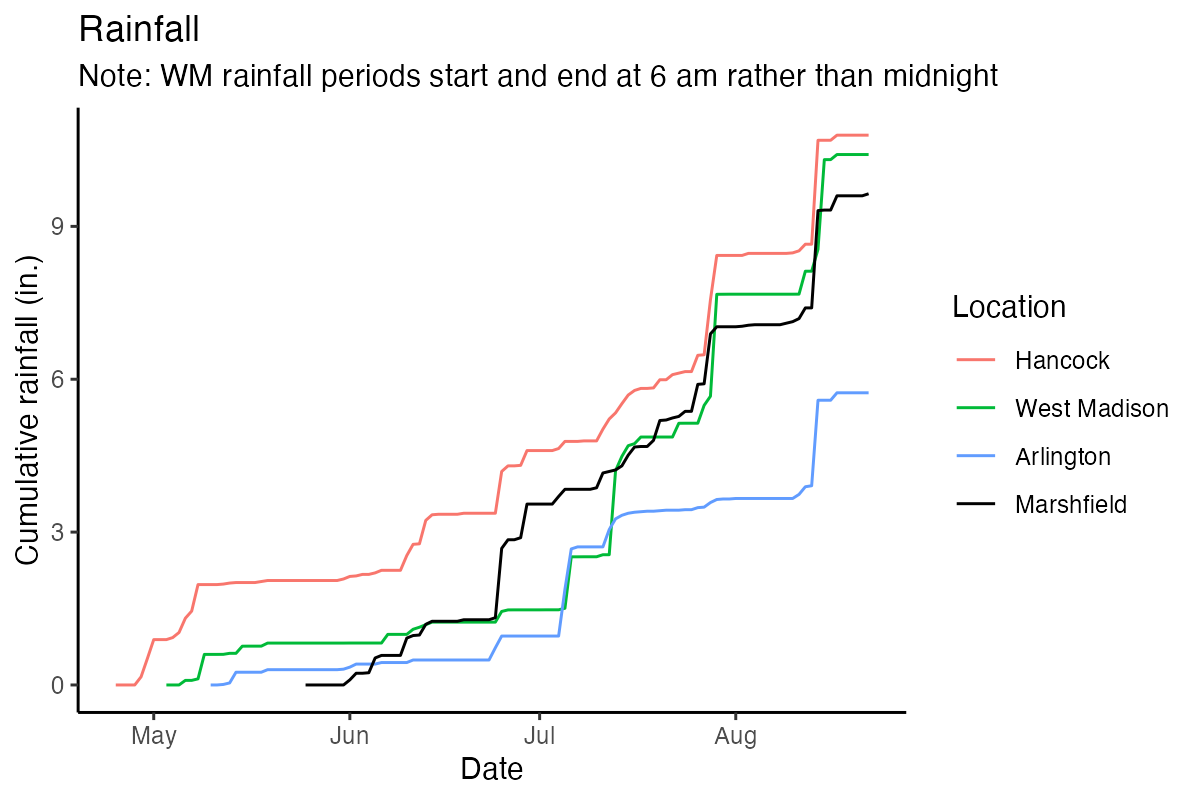 Rainfall
Note: WM rainfall periods start and end at 6 am rather than midnight
Cumulative rainfall (in.)
9
6
3
0
May Jun Jul Aug
Date
Location
Hancock
West Madison
Arlington
Marshfield